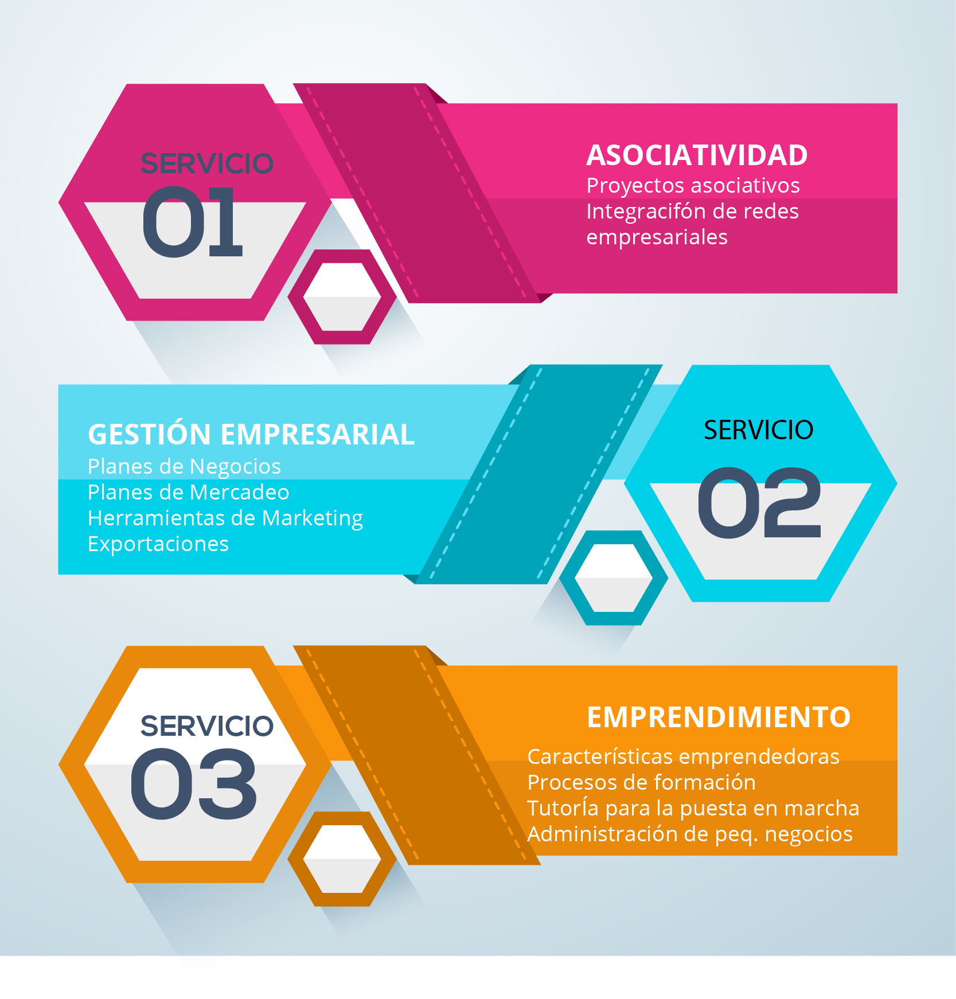 SERVICIO
01
ASOCIATIVIDAD
Proyectos asociativos
Integracifón de redes
empresariales
GESTIÓN EMPRESARIAL
Planes de Negocios
Planes de Mercadeo
Herramientas de Marketing
Exportaciones
SERVICIO
02
SERVICIO
03
EMPRENDIMIENTO
Características emprendedoras
Procesos de formación
TutorÍa para la puesta en marcha
Administración de peq. negocios